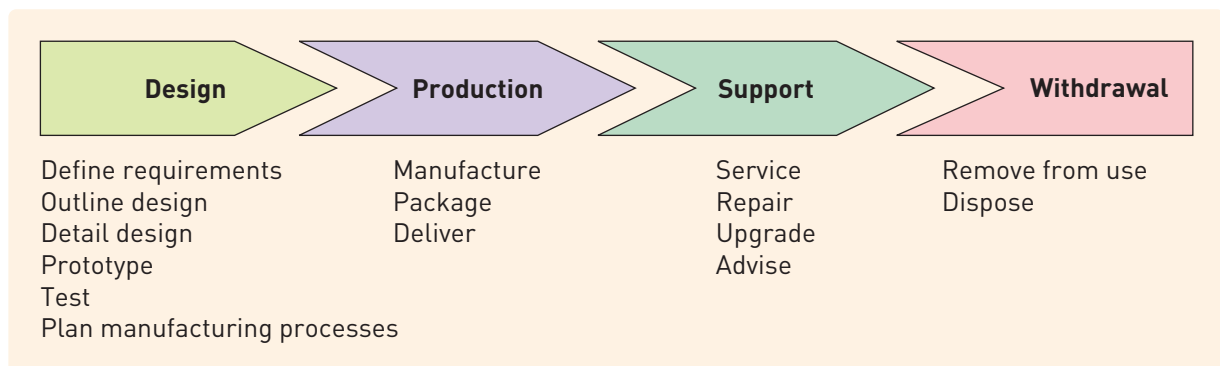 Design
Production
Support
Withdrawal
Define requirements
Outline design
Detail design
Prototype
Test
Plan manufacturing processes
Manufacture
Package
Deliver
Service
Repair
Upgrade
Advise
Remove from use
Dispose